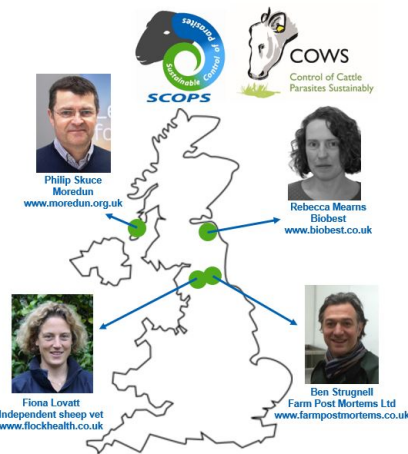 Sustainable Control of Parasites
SCOPS
COWS
Control of Cattle
Parasites Sustainably
Philip Skuce
Moredun
www.moredun.org.uk
Rebecca Mearns
Biobest
www.biobest.co.uk
Fiona Lovatt
Independent sheep vet
www.flockhealth.co.uk
Ben Strugnell
Farm Post Mortems Ltd
www.farmpostmortems.co.uk